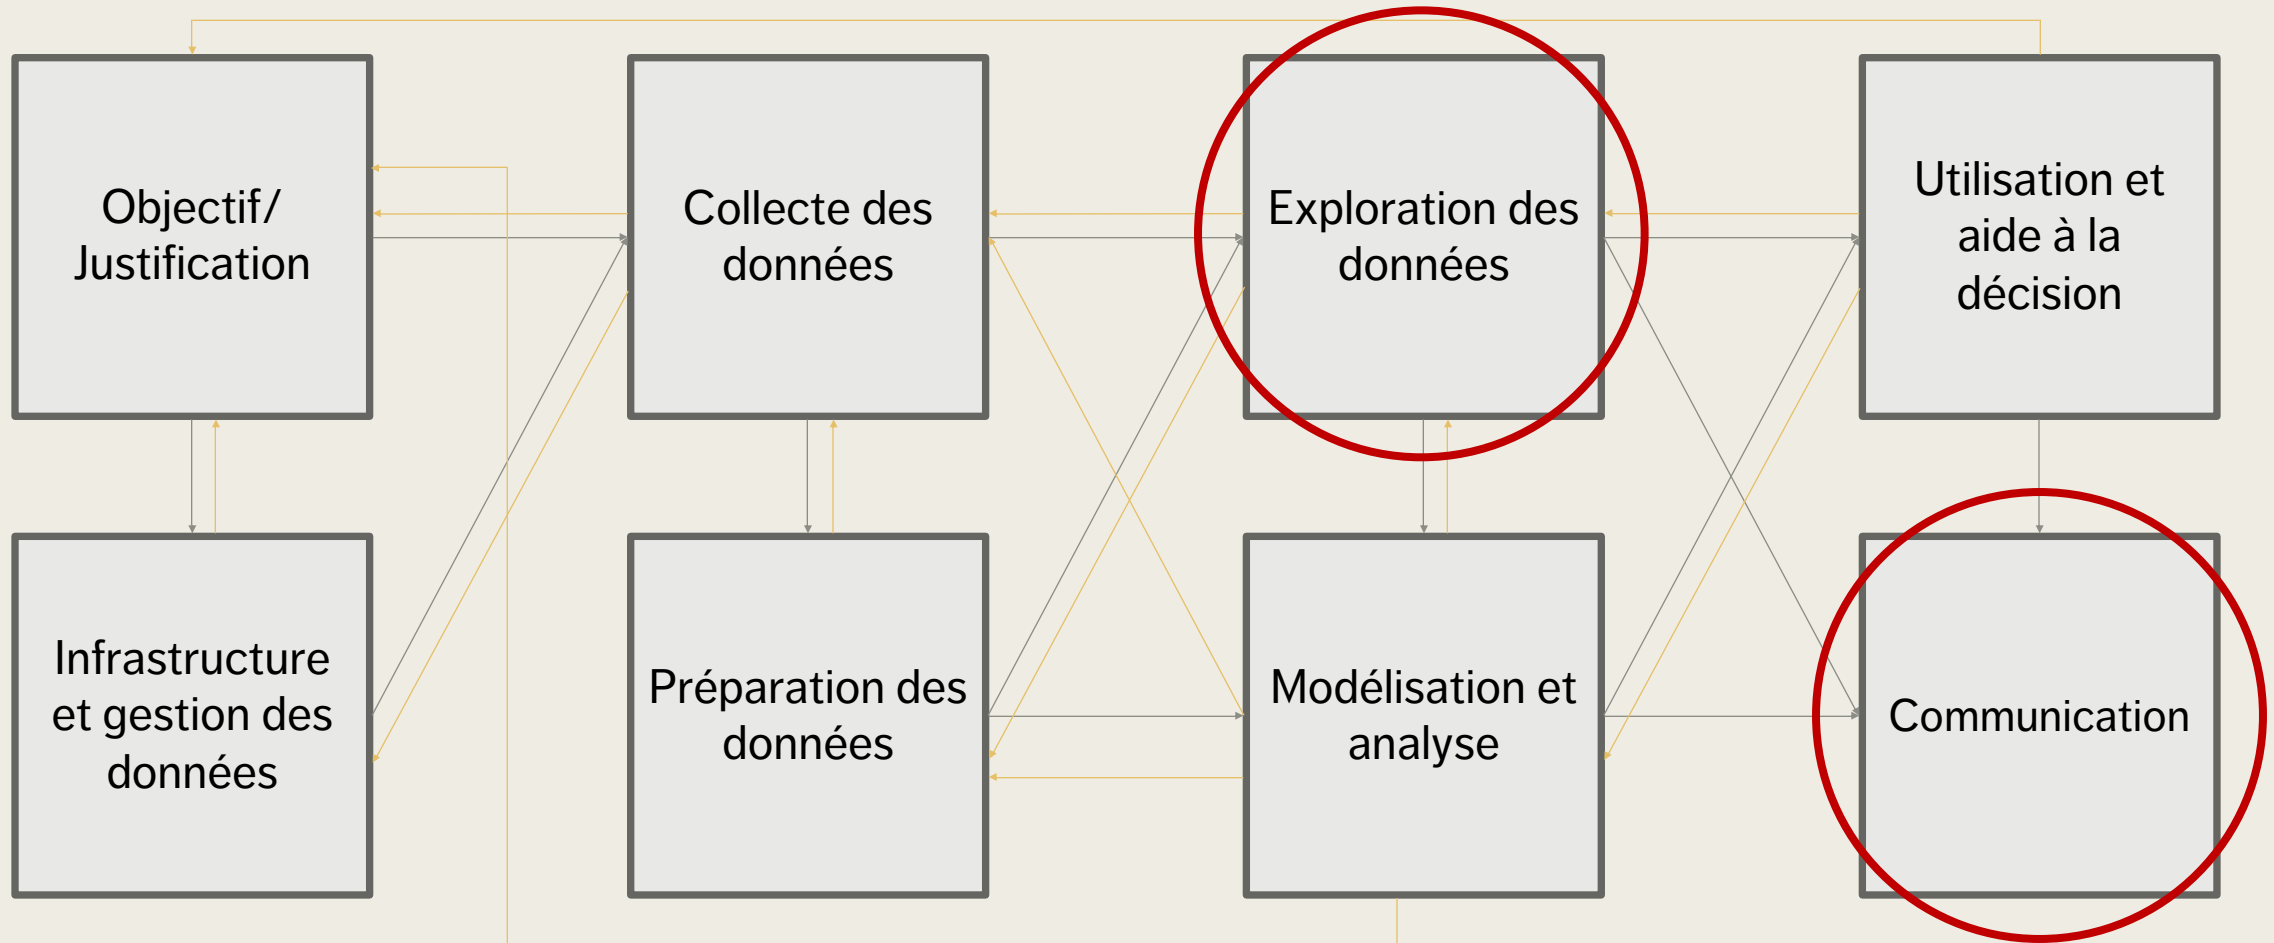 Objectif/
Justification
Collecte des
données
Exploration des
données
Utilisation et
aide à la
décision
Infrastructure
et gestion des
données
Préparation des
données
Modélisation et
analyse
Communication